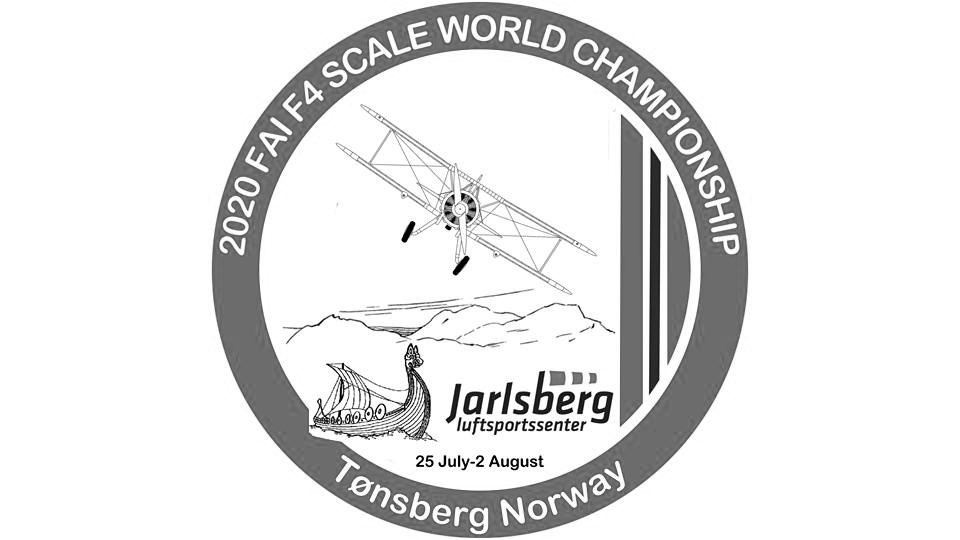 2020 FAI F4 SCALE WORLD CHAMPIONSHIP
Jarlsberg
luftsportssenter
25 July-2 August
Tønsberg Norway